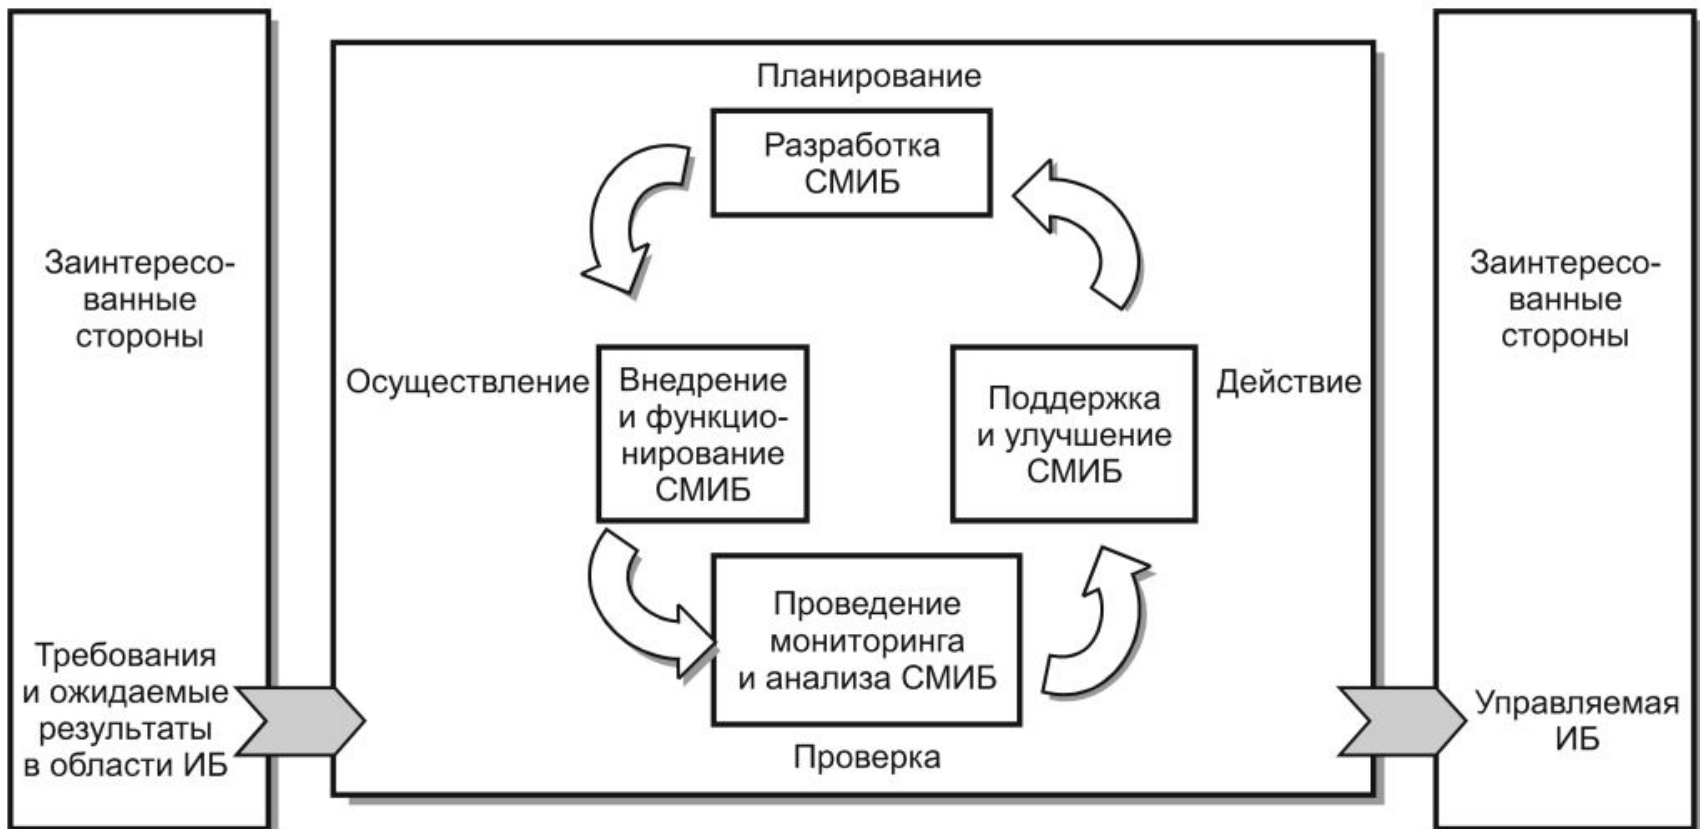 Заинтересо-
ванные
стороны
Требования
и ожидаемые
результаты
в области ИБ
Планирование
Разработка
СМИБ
Осуществление
Внедрение
и функцио-
нирование
СМИБ
Поддержка
и улучшение
СМИБ
Действие
Проведение
мониторинга
и анализа СМИБ
Проверка
Заинтересо-
ванные
стороны
Управляемая
ИБ